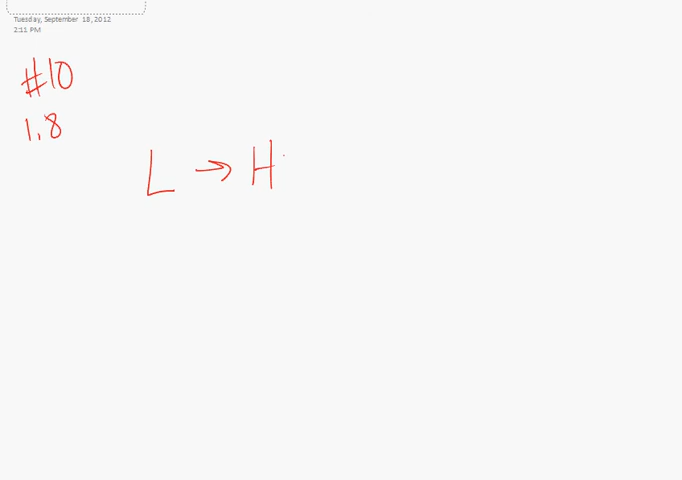 Tuesday, September 18, 2012
2:11 PM
#10
1.8
L → H